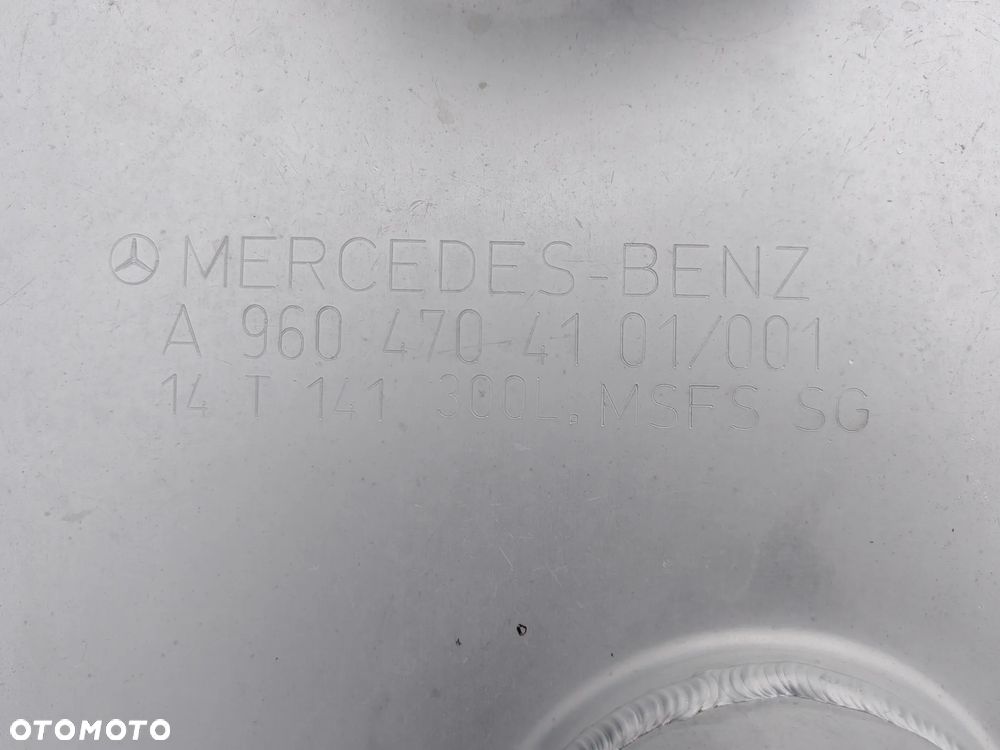 MERCEDES-BENZ
A 960 470 41 01/001
14 T 141 300L. MSFS SG
OTOMOTO